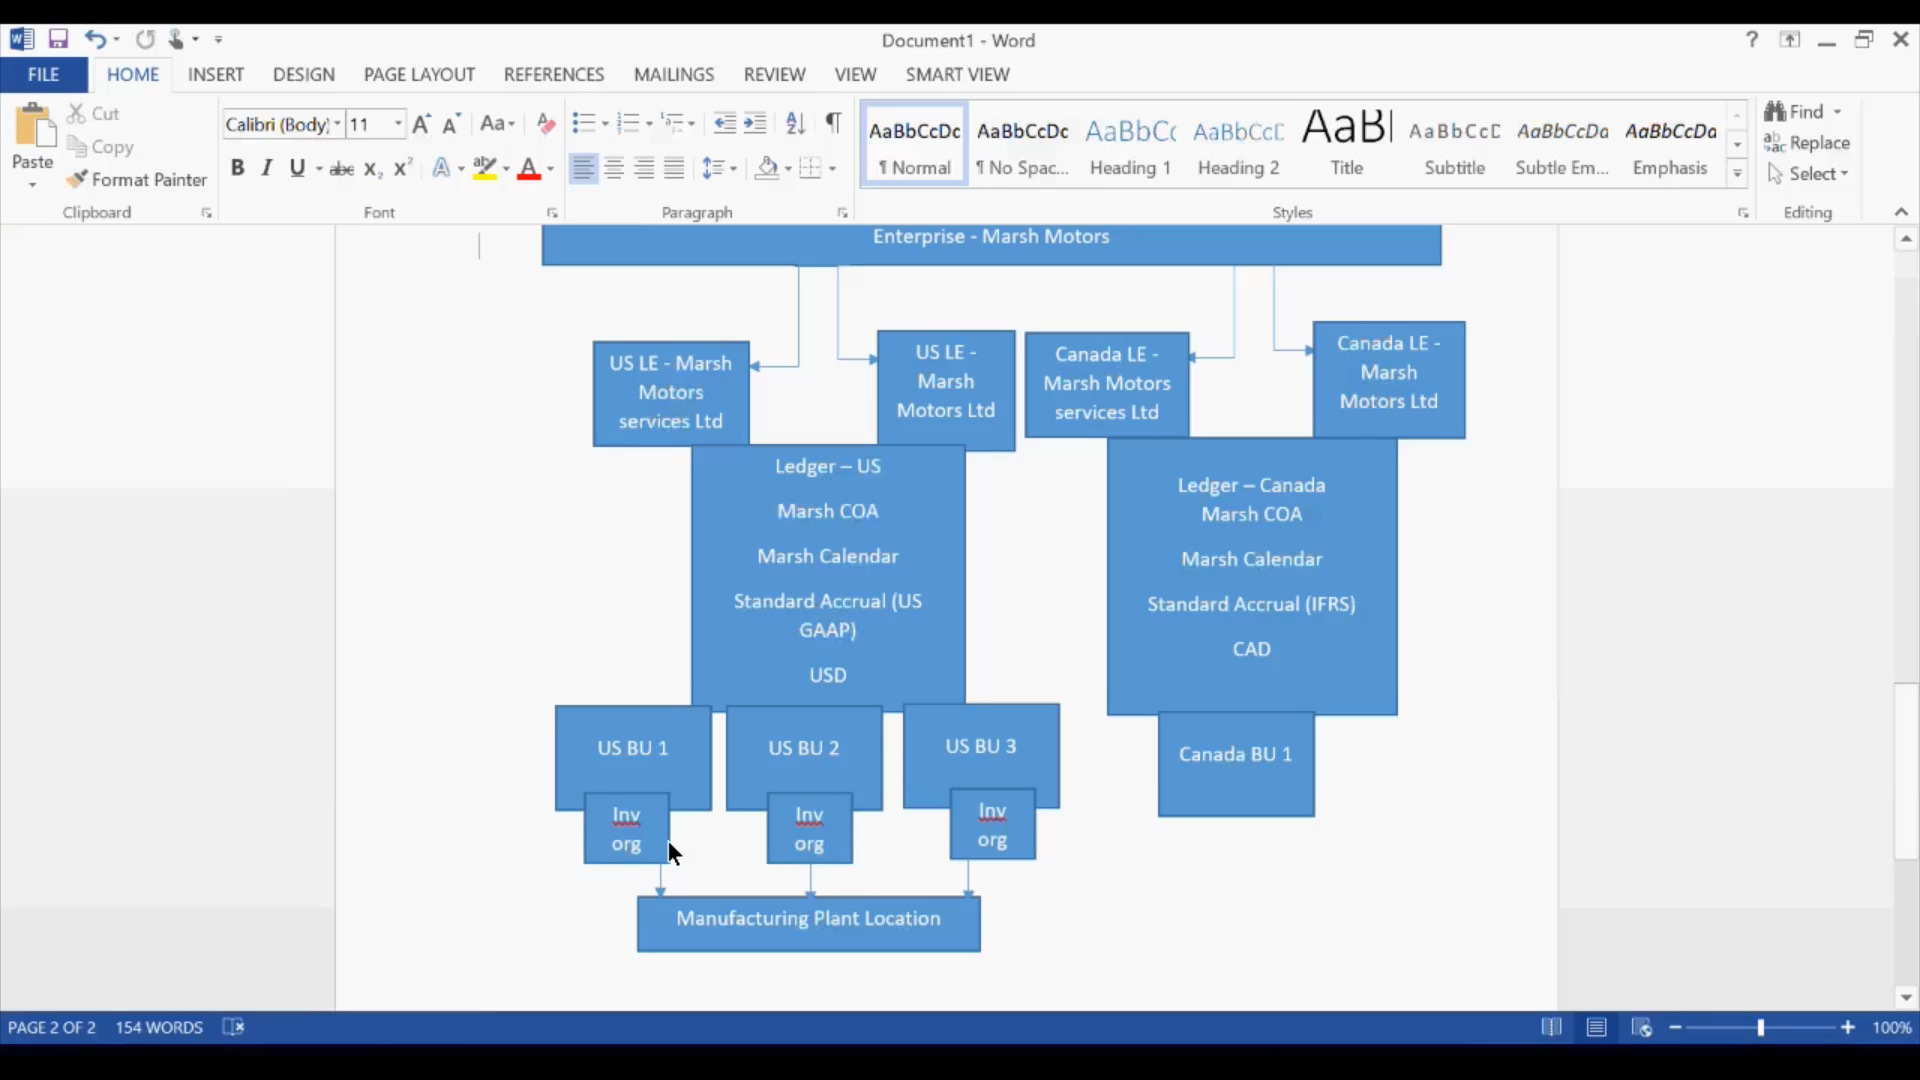 Document1 - Word
FILE HOME INSERT DESIGN PAGE LAYOUT REFERENCES MAILINGS REVIEW VIEW SMART VIEW
Paste
Cut
Copy
Format Painter
Clipboard
Calibri (Body) 11
Font
Paragraph
AaBbCcDc AaBbCcDc AaBbCc AaBbCcD AaBl AaBbCcD AaBbCcDa AaBbCcDa
¶ Normal ¶ No Spac... Heading 1 Heading 2 Title Subtitle Subtle Em... Emphasis
Styles
Find
Replace
Select
Editing
Enterprise - Marsh Motors
US LE - Marsh
Motors
services Ltd
US LE -
Marsh
Motors Ltd
Canada LE -
Marsh Motors
services Ltd
Canada LE -
Marsh
Motors Ltd
Ledger – US
Marsh COA
Marsh Calendar
Standard Accrual (US
GAAP)
USD
Ledger – Canada
Marsh COA
Marsh Calendar
Standard Accrual (IFRS)
CAD
US BU 1
US BU 2
US BU 3
Canada BU 1
Inv
org
Inv
org
Inv
org
Manufacturing Plant Location
PAGE 2 OF 2 154 WORDS 100%